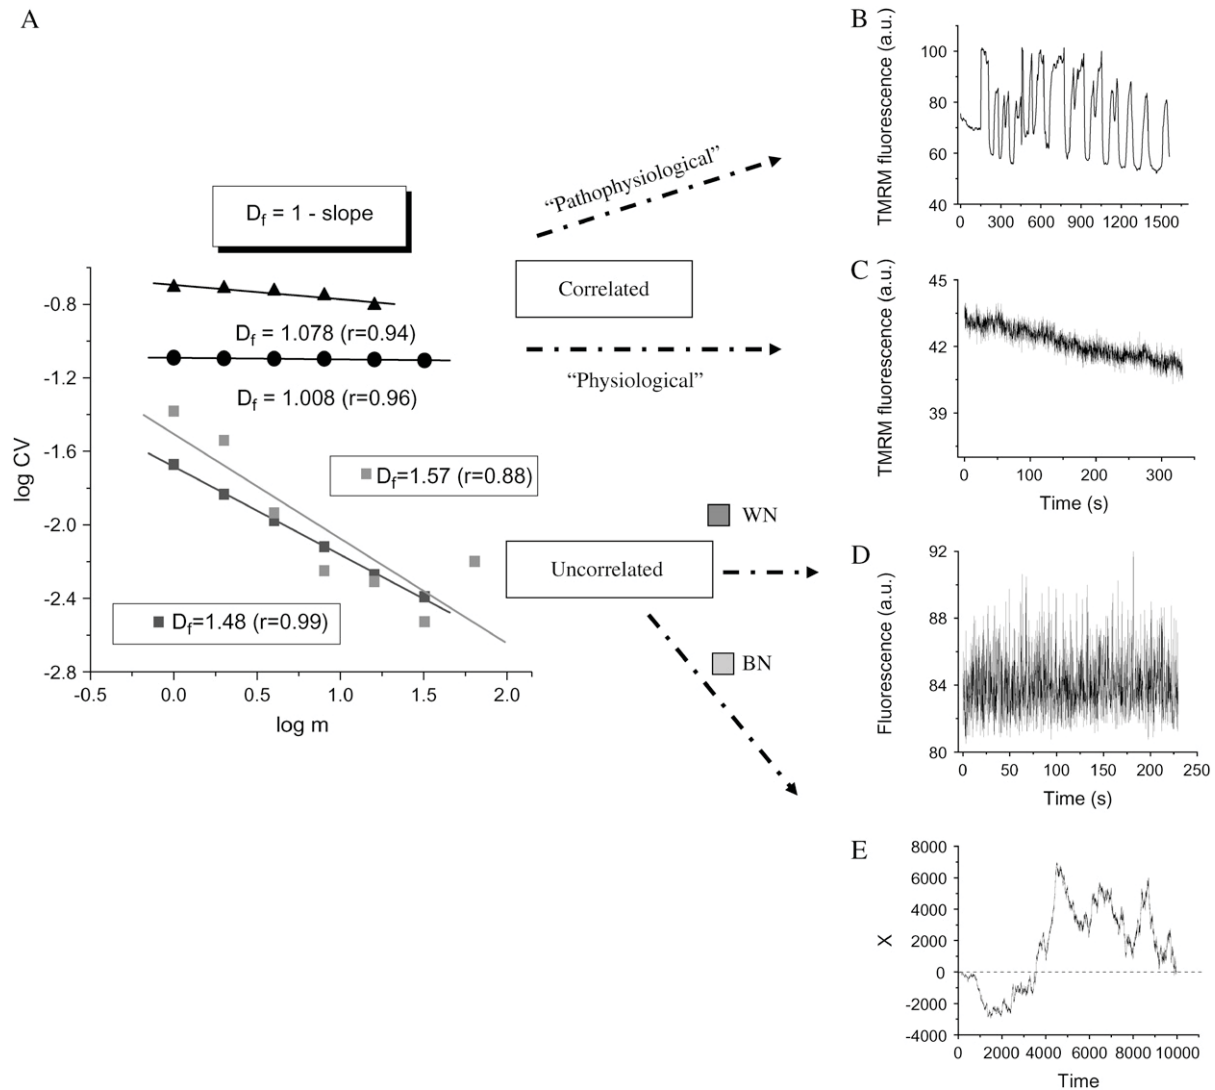 A
D_f = 1 - slope
log CV
-0.8
-1.2
-1.6
-2.0
-2.4
-2.8
D_f = 1.078 (r=0.94)
D_f = 1.008 (r=0.96)
D_f=1.57 (r=0.88)
D_f=1.48 (r=0.99)
-0.5 0.0 0.5 1.0 1.5 2.0
log m
"Pathophysiological"
Correlated
"Physiological"
WN
Uncorrelated
BN
B
TMRM fluorescence (a.u.)
100
80
60
40
0 300 600 900 1200 1500
C
TMRM fluorescence (a.u.)
45
42
39
0 100 200 300
Time (s)
D
Fluorescence (a.u.)
92
88
84
80
0 50 100 150 200 250
Time (s)
E
X
8000
6000
4000
2000
0
-2000
-4000
0 2000 4000 6000 8000 10000
Time